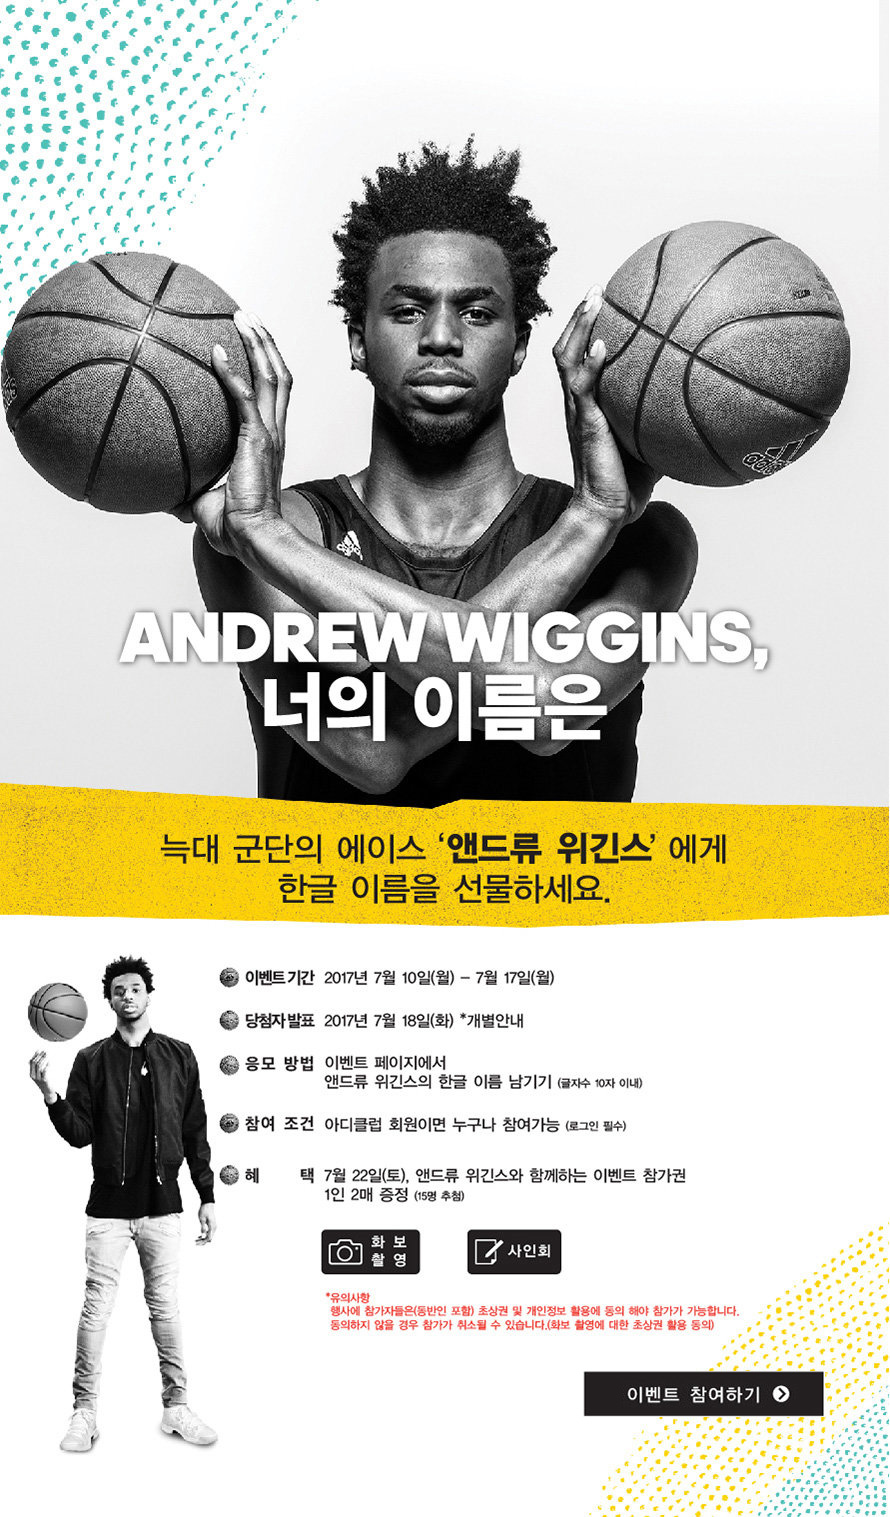 adidas
adidas
ANDREW WIGGINS,
너의 이름은
늑대 군단의 에이스 ‘앤드류 위긴스’ 에게
한글 이름을 선물하세요.
이벤트기간 2017년 7월 10일(월) – 7월 17일(월)
당첨자발표 2017년 7월 18일(화) *개별안내
응모 방법 이벤트 페이지에서
앤드류 위긴스의 한글 이름 남기기 (글자수 10자 이내)
참여 조건 아디클럽 회원이면 누구나 참여가능 (로그인 필수)
혜 택 7월 22일(토), 앤드류 위긴스와 함께하는 이벤트 참가권
1인 2매 증정 (15명 추첨)
화 보
촬 영
사인회
*유의사항
행사에 참가자들은(동반인 포함) 초상권 및 개인정보 활용에 동의 해야 참가가 가능합니다.
동의하지 않을 경우 참가가 취소될 수 있습니다.(화보 촬영에 대한 초상권 활용 동의)
이벤트 참여하기